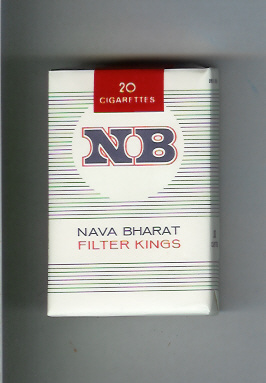 20
CIGARETTES
NB
NAVA BHARAT
FILTER KINGS